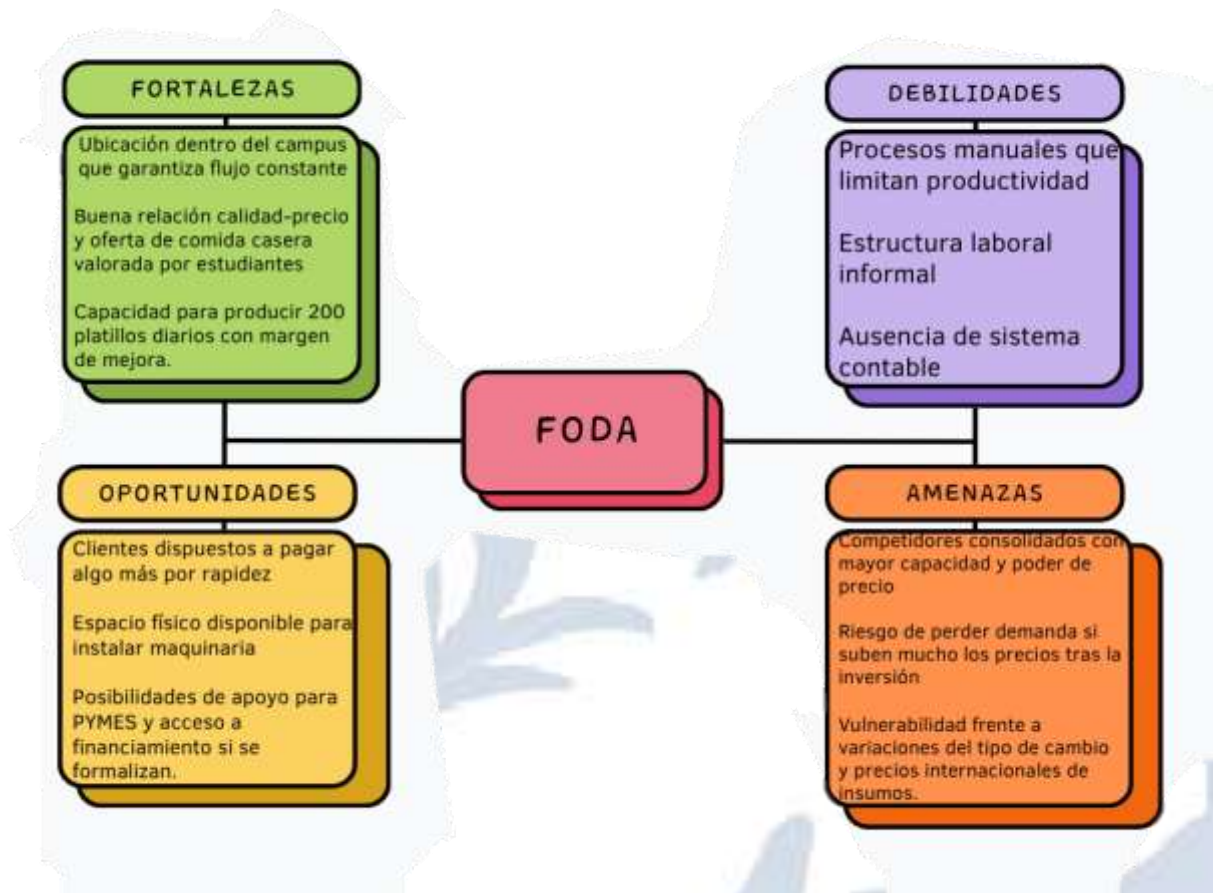 FORTALEZAS
Ubicación dentro del campus
que garantiza flujo constante
Buena relación calidad-precio
y oferta de comida casera
valorada por estudiantes
Capacidad para producir 200
platillos diarios con margen
de mejora.
DEBILIDADES
Procesos manuales que
limitan productividad
Estructura laboral
informal
Ausencia de sistema
contable
FODA
OPORTUNIDADES
Clientes dispuestos a pagar
algo más por rapidez
Espacio físico disponible para
instalar maquinaria
Posibilidades de apoyo para
PYMES y acceso a
financiamiento si se
formalizan.
AMENAZAS
Competidores consolidados con
mayor capacidad y poder de
precio
Riesgo de perder demanda si
suben mucho los precios tras la
inversión
Vulnerabilidad frente a
variaciones del tipo de cambio
y precios internacionales de
insumos.